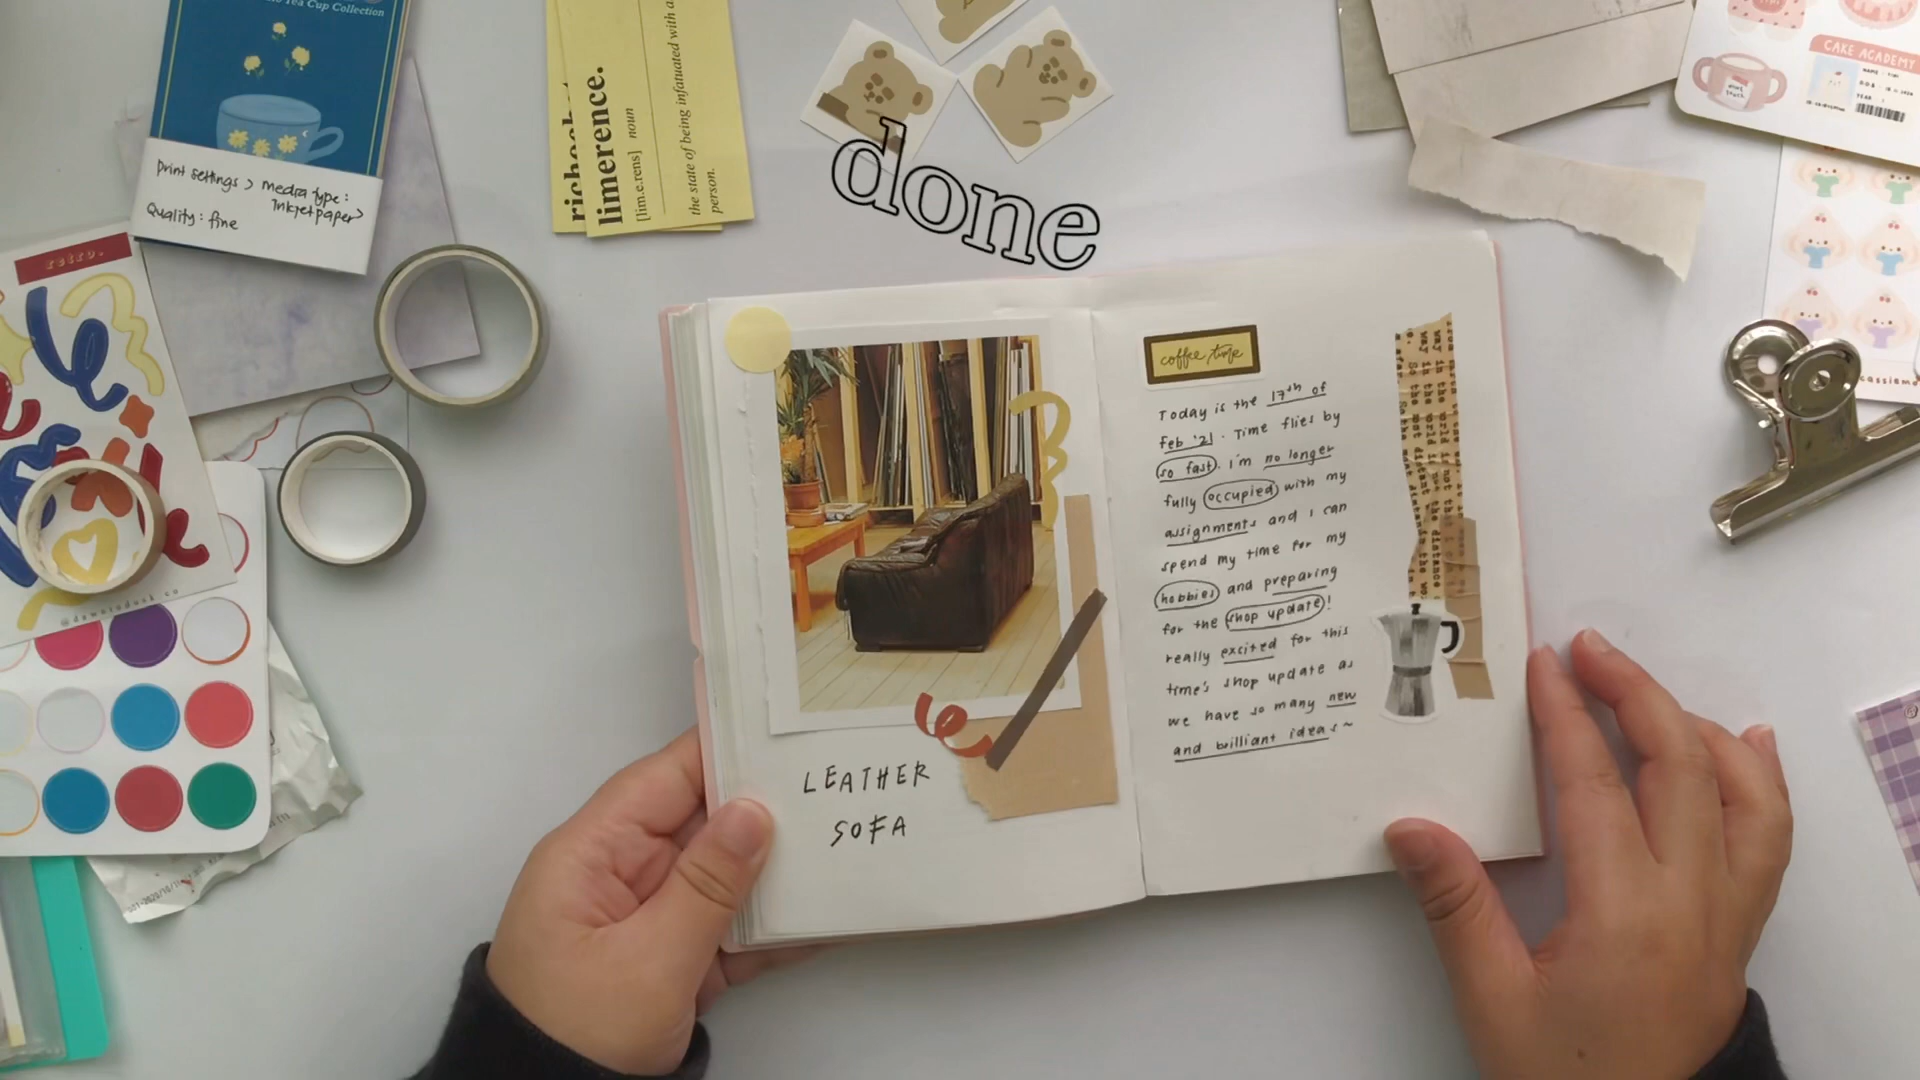 Tea Cup Collection
Print settings > media type:
Inkjet paper>
Quality: fine
retro.
limerence.
[lim.e.rens] noun
the state of being infatuated with a
person.
done
CAKE ACADEMY
coffee time
Today is the 17th of
Feb '21. Time flies by
so fast. I'm no longer
fully occupied with my
assignments and I can
spend my time for my
hobbies and preparing
for the shop update!
really excited for this
time's shop update as
we have so many new
and brilliant ideas~
LEATHER
SOFA